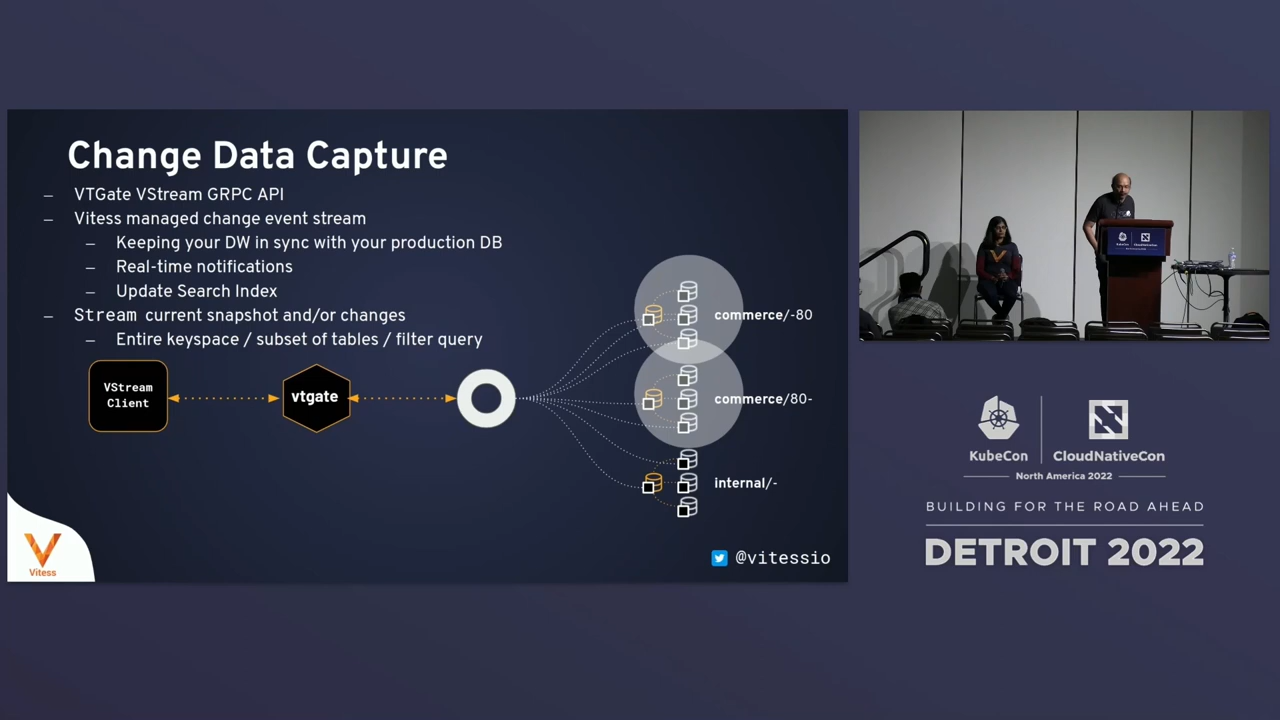 Change Data Capture
– VTGate VStream GRPC API
– Vitess managed change event stream
– Keeping your DW in sync with your production DB
– Real-time notifications
– Update Search Index
– Stream current snapshot and/or changes
– Entire keyspace / subset of tables / filter query
VStream
Client
vtgate
commerce/-80
commerce/80-
internal/-
Vitess
@vitessio
KubeCon
CloudNativeCon
North America 2022
BUILDING FOR THE ROAD AHEAD
DETROIT 2022